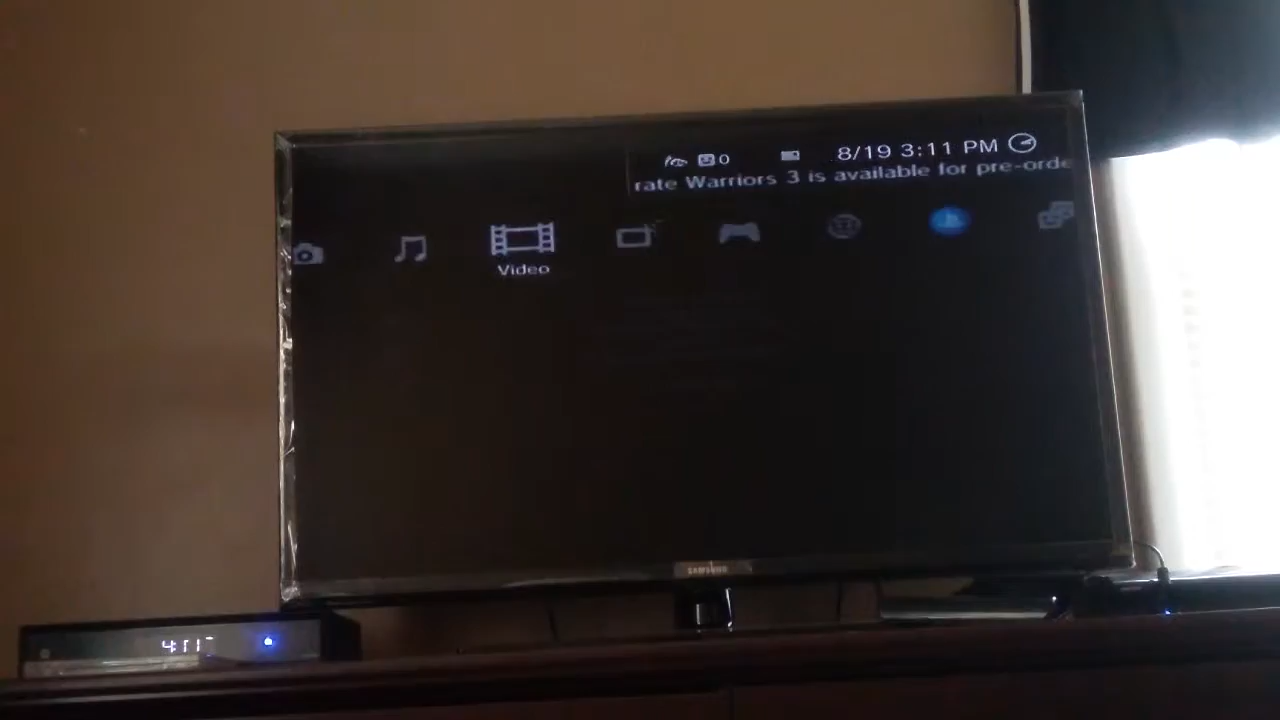 0 8/19 3:11 PM
rate Warriors 3 is available for pre-orde
Video
SAMSUNG
4:11